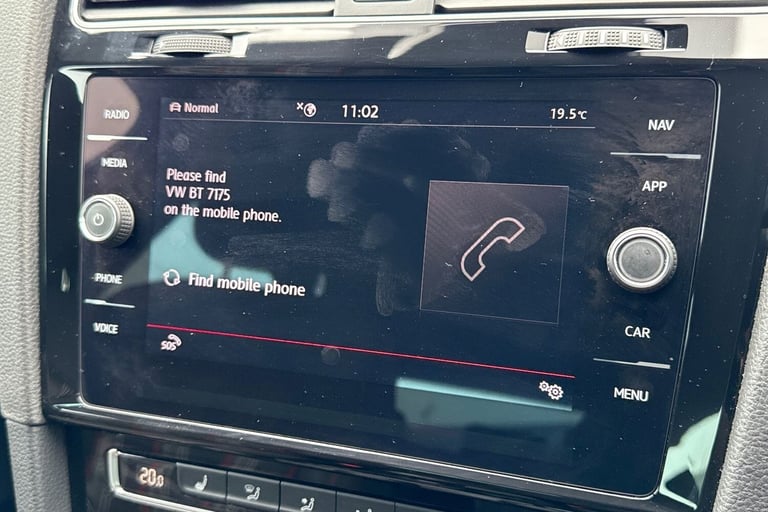 RADIO
Normal
11:02
19.5°C
NAV
MEDIA
Please find
VW BT 7175
on the mobile phone.
APP
PHONE
Find mobile phone
VOICE
SOS
CAR
MENU
20.0